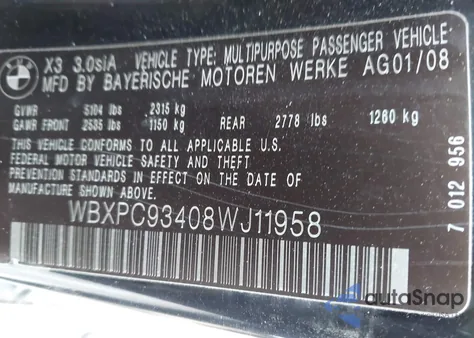 BMW
X3 3.0siA VEHICLE TYPE: MULTIPURPOSE PASSENGER VEHICLE
MFD BY BAYERISCHE MOTOREN WERKE AG 01/08
GVWR 5104 lbs 2315 kg
GAWR FRONT 2535 lbs 1150 kg REAR 2778 lbs 1260 kg
THIS VEHICLE CONFORMS TO ALL APPLICABLE U.S.
FEDERAL MOTOR VEHICLE SAFETY AND THEFT
PREVENTION STANDARDS IN EFFECT ON THE DATE OF
MANUFACTURE SHOWN ABOVE.
WBXPC93408WJ11958
7 012 956
autoSnap